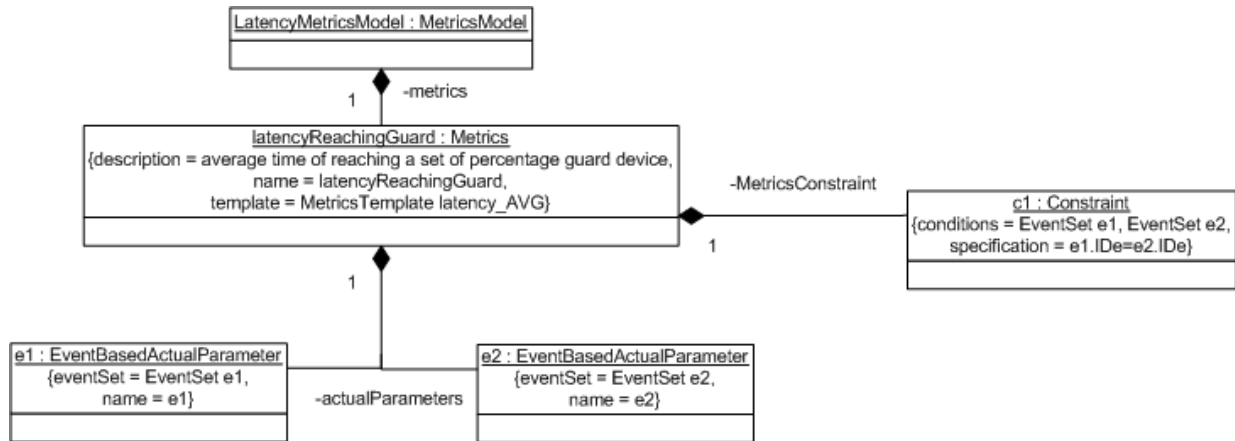 LatencyMetricsModel : MetricsModel
1
-metrics
latencyReachingGuard : Metrics
{description = average time of reaching a set of percentage guard device,
name = latencyReachingGuard,
template = MetricsTemplate latency_AVG}
-MetricsConstraint
1
c1 : Constraint
{conditions = EventSet e1, EventSet e2,
specification = e1.IDe=e2.IDe}
1
e1 : EventBasedActualParameter
{eventSet = EventSet e1,
name = e1}
-actualParameters
e2 : EventBasedActualParameter
{eventSet = EventSet e2,
name = e2}